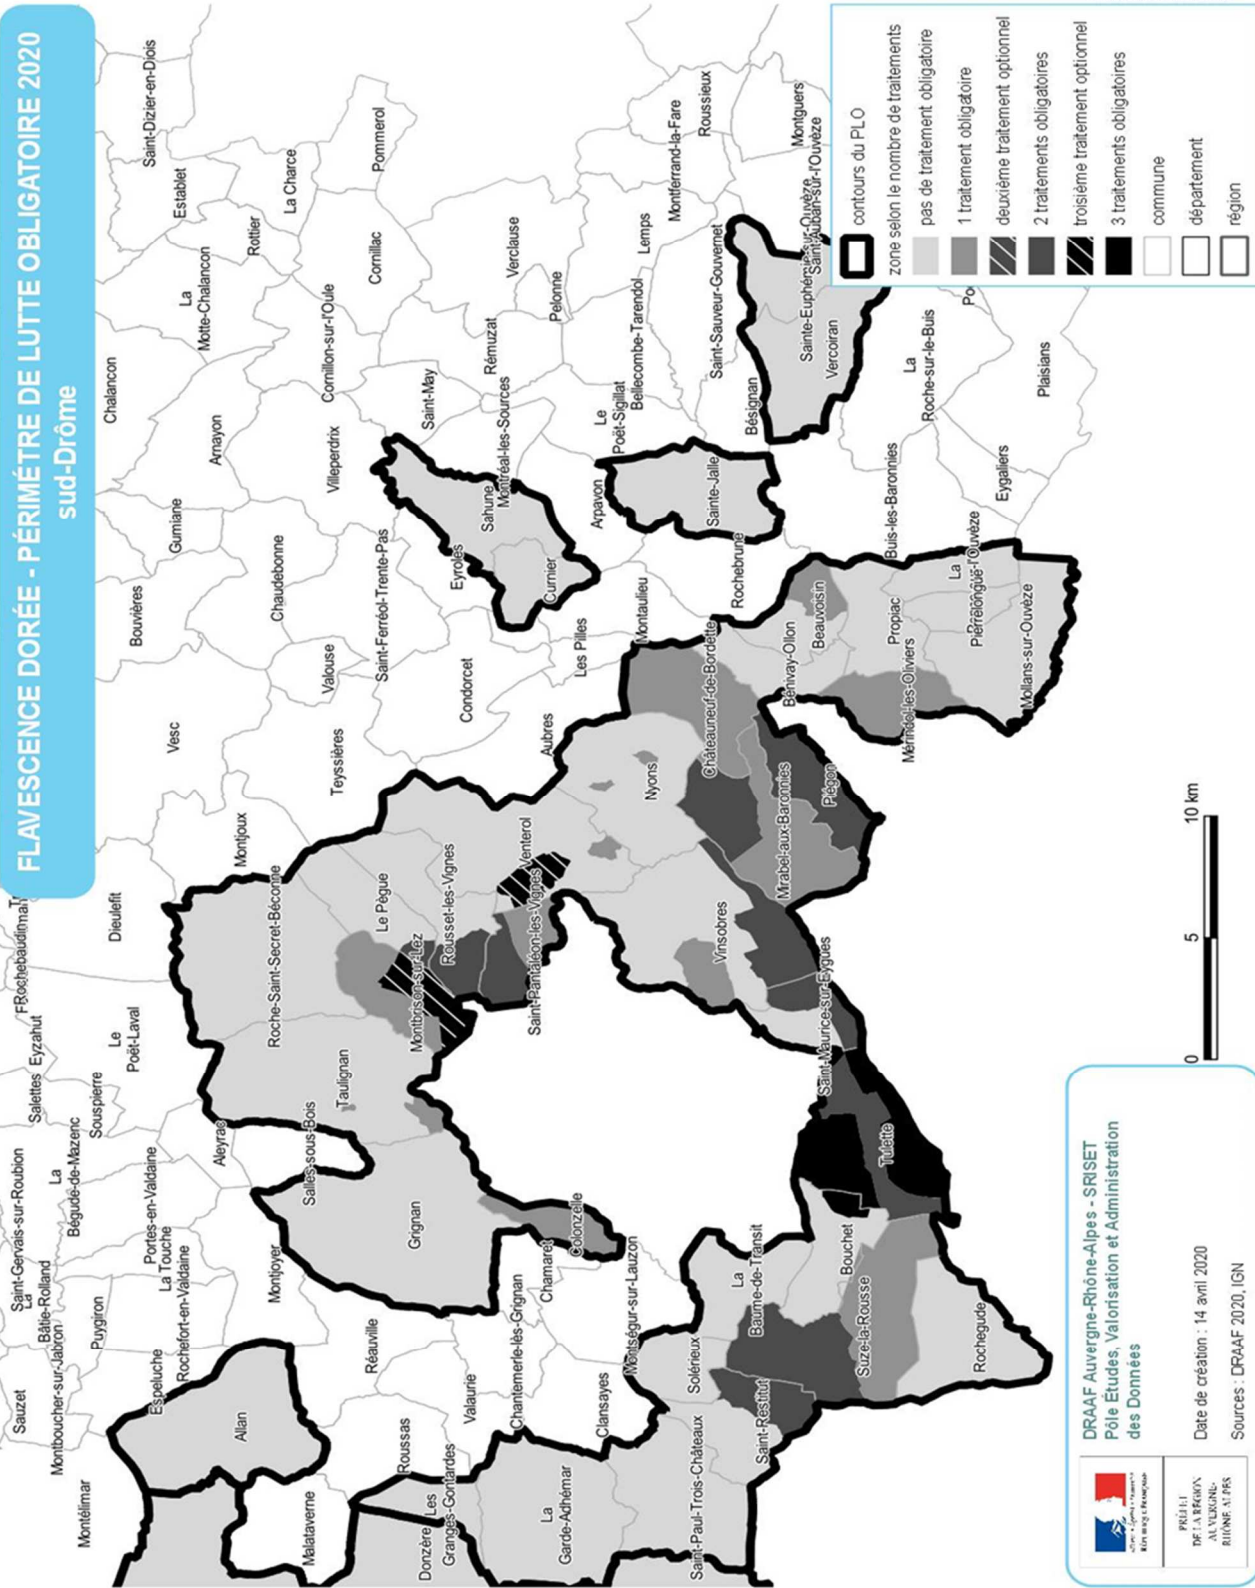 FLAVESCENCE DORÉE - PÉRIMÉTRE DE LUTTE OBLIGATOIRE 2020
sud-Drôme
contours du PLO
zone selon le nombre de traitements
pas de traitement obligatoire
1 traitement obligatoire
deuxième traitement optionnel
2 traitements obligatoires
troisième traitement optionnel
3 traitements obligatoires
commune
département
région
Sauzet
Saint-Gervais-sur-Roubion
La
Bâtie-Rolland
Salettes
Eyzahut
Montboucher-sur-Jabron
La
Bégude-de-Mazenc
Souspierre
Montélimar
Puygiron
Le
Poët-Laval
Dieulefit
Vesc
Bouvières
Chalancon
Saint-Dizier-en-Diois
Espeluche
Portes-en-Valdaine
La Touche
Rochefort-en-Valdaine
Aleyrac
Montjoux
Gumiane
Arnayon
La
Motte-Chalancon
Establet
Rottier
La Charce
Allan
Montjoyer
Salles-sous-Bois
Roche-Saint-Secret-Béconne
Chaudebonne
Malataverne
Réauville
Taulignan
Teyssières
Valouse
Villeperdrix
Cornillon-sur-l'Oule
Cornillac
Pommerol
Roussas
Grignan
Montbrison-sur-Lez
Le Pègue
Saint-Ferréol-Trente-Pas
Saint-May
Donzère
Les
Granges-Gontardes
Valaurie
Rousset-les-Vignes
Condorcet
Eyroles
Sahune
Montréal-les-Sources
Rémuzat
Verclause
Chantemerle-lès-Grignan
Chamaret
Colonzelle
Saint-Pantaléon-les-Vignes
Venterol
Aubres
Les Pilles
Curnier
Pelonne
La
Garde-Adhémar
Clansayes
Montségur-sur-Lauzon
Nyons
Montaulieu
Arpavon
Le
Poët-Sigillat
Bellecombe-Tarendol
Lemps
Montferrand-la-Fare
Roussieux
Saint-Paul-Trois-Châteaux
Solérieux
Vinsobres
Châteauneuf-de-Bordette
Rochebrune
Sainte-Jalle
Saint-Sauveur-Gouvernet
Saint-Restitut
La
Baume-de-Transit
Mirabel-aux-Baronnies
Bénivay-Ollon
Beauvoisin
Bésignan
Sainte-Euphémie-sur-Ouvèze
Saint-Auban-sur-l'Ouvèze
Montguers
Suze-la-Rousse
Bouchet
Tulette
Saint-Maurice-sur-Eygues
Piégon
Mérindol-les-Oliviers
Propiac
Buis-les-Baronnies
Vercoiran
La
Roche-sur-le-Buis
Rochegude
Pierrelongue
La
Mollans-sur-Ouvèze
Eygaliers
Plaisians
0 5 10 km
DRAAF Auvergne-Rhône-Alpes - SRISET
Pôle Etudes, Valorisation et Administration
des Données
Date de création : 14 avril 2020
Sources : DRAAF 2020, IGN
PRÉFET
DE LA RÉGION
AUVERGNE-
RHÔNE-ALPES